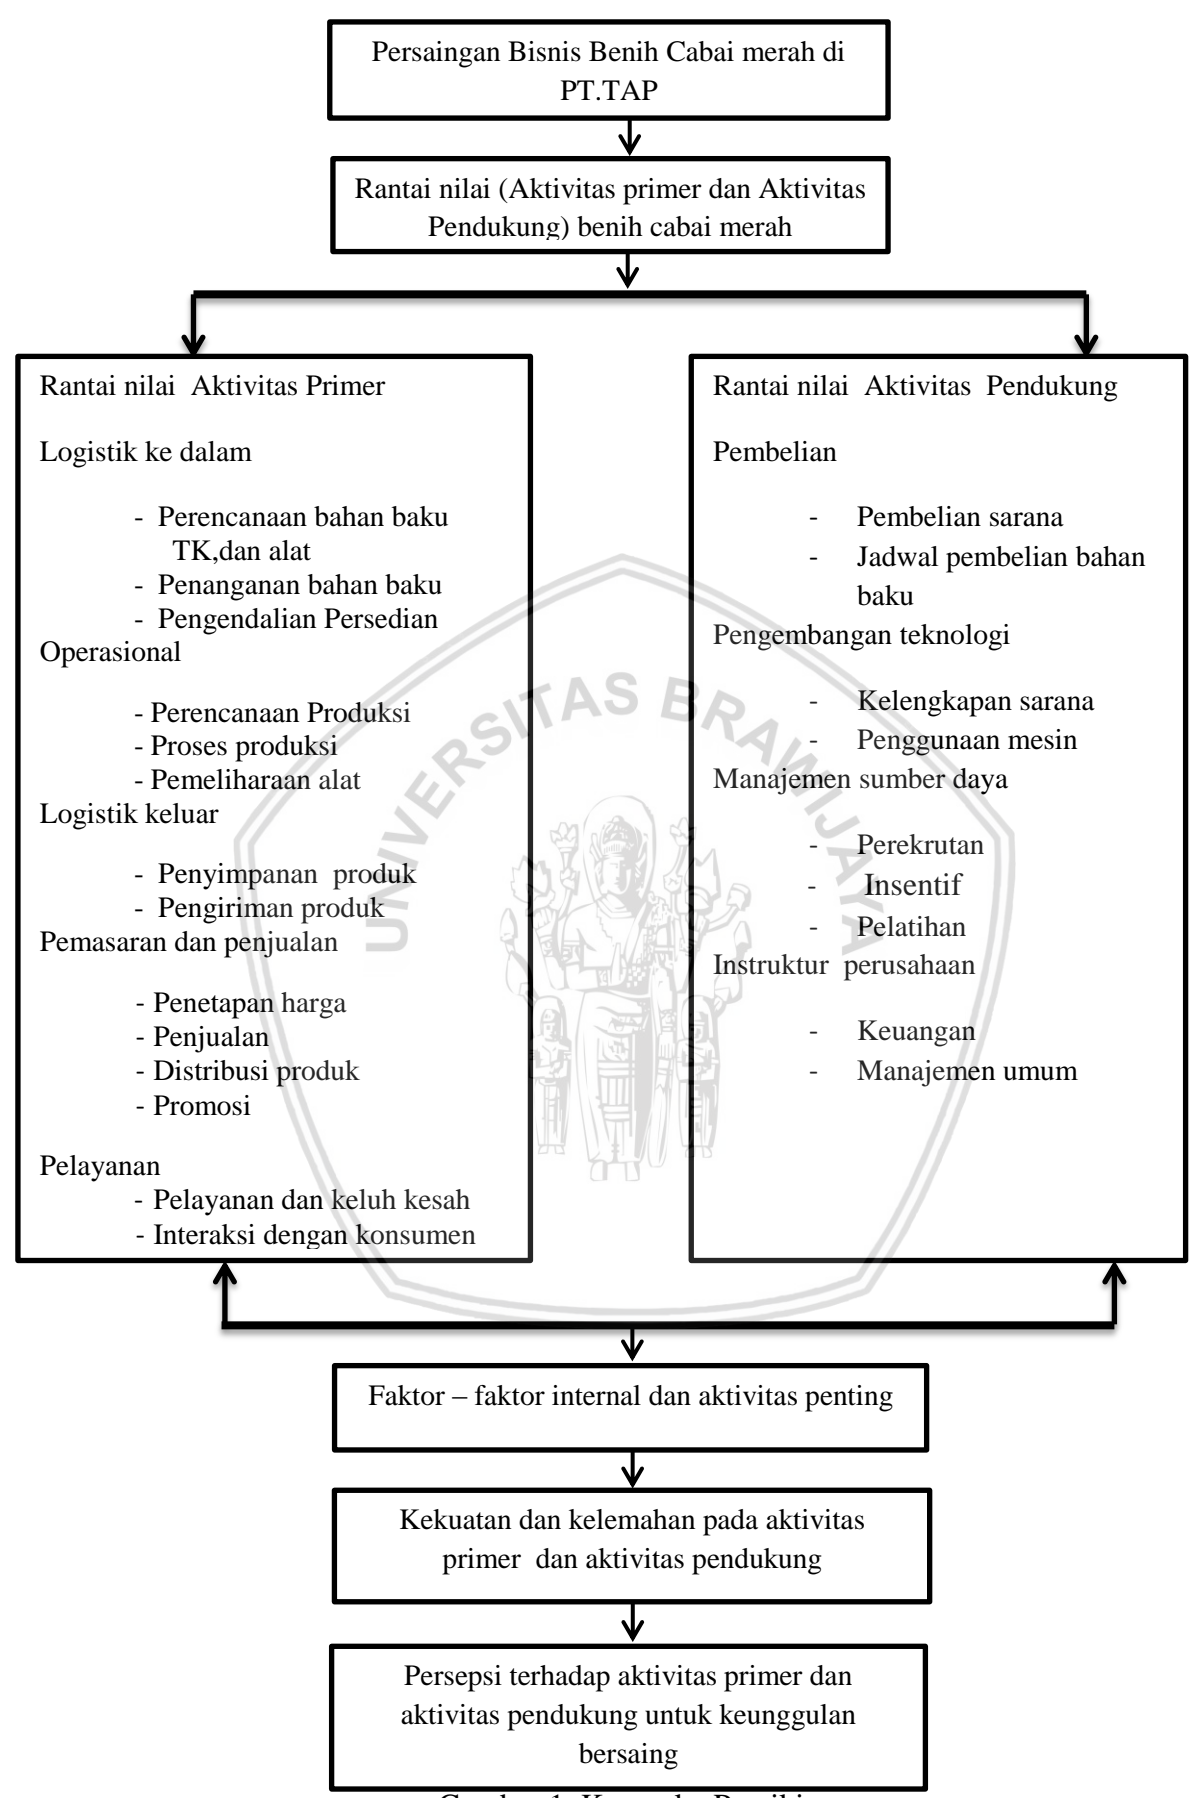 Persaingan Bisnis Benih Cabai merah di
PT.TAP
Rantai nilai (Aktivitas primer dan Aktivitas
Pendukung) benih cabai merah
Rantai nilai Aktivitas Primer
Logistik ke dalam
- Perencanaan bahan baku
TK,dan alat
- Penanganan bahan baku
- Pengendalian Persedian
Operasional
- Perencanaan Produksi
- Proses produksi
- Pemeliharaan alat
Logistik keluar
- Penyimpanan produk
- Pengiriman produk
Pemasaran dan penjualan
- Penetapan harga
- Penjualan
- Distribusi produk
- Promosi
Pelayanan
- Pelayanan dan keluh kesah
- Interaksi dengan konsumen
Rantai nilai Aktivitas Pendukung
Pembelian
- Pembelian sarana
- Jadwal pembelian bahan
baku
Pengembangan teknologi
- Kelengkapan sarana
- Penggunaan mesin
Manajemen sumber daya
- Perekrutan
- Insentif
- Pelatihan
Instruktur perusahaan
- Keuangan
- Manajemen umum
UNIVERSITAS BRAWIJAYA
Faktor – faktor internal dan aktivitas penting
Kekuatan dan kelemahan pada aktivitas
primer dan aktivitas pendukung
Persepsi terhadap aktivitas primer dan
aktivitas pendukung untuk keunggulan
bersaing